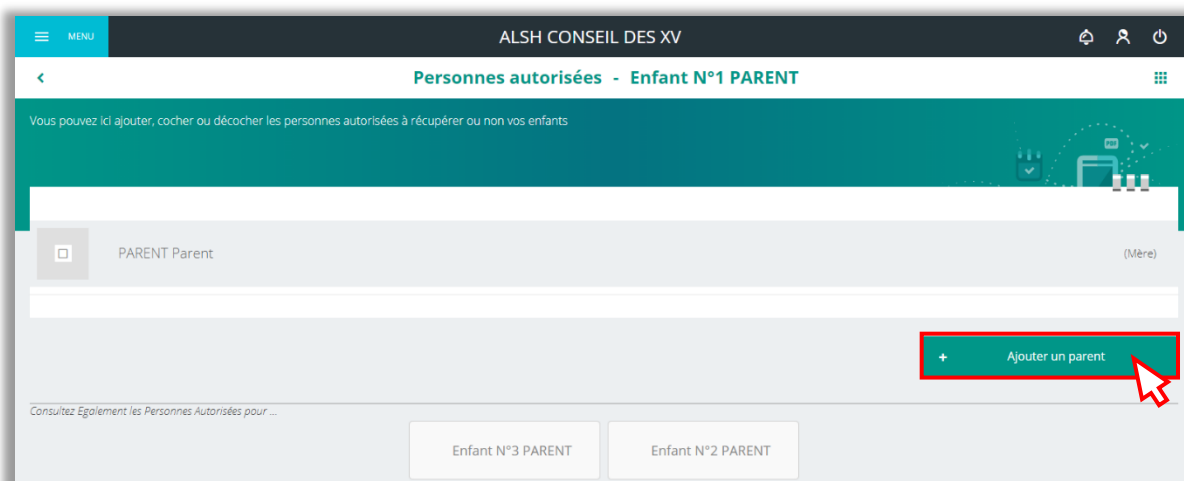 MENU
ALSH CONSEIL DES XV
Personnes autorisées - Enfant N°1 PARENT
Vous pouvez ici ajouter, cocher ou décocher les personnes autorisées à récupérer ou non vos enfants
PDF
PARENT Parent
(Mère)
+ Ajouter un parent
Consultez Egalement les Personnes Autorisées pour ...
Enfant N°3 PARENT
Enfant N°2 PARENT